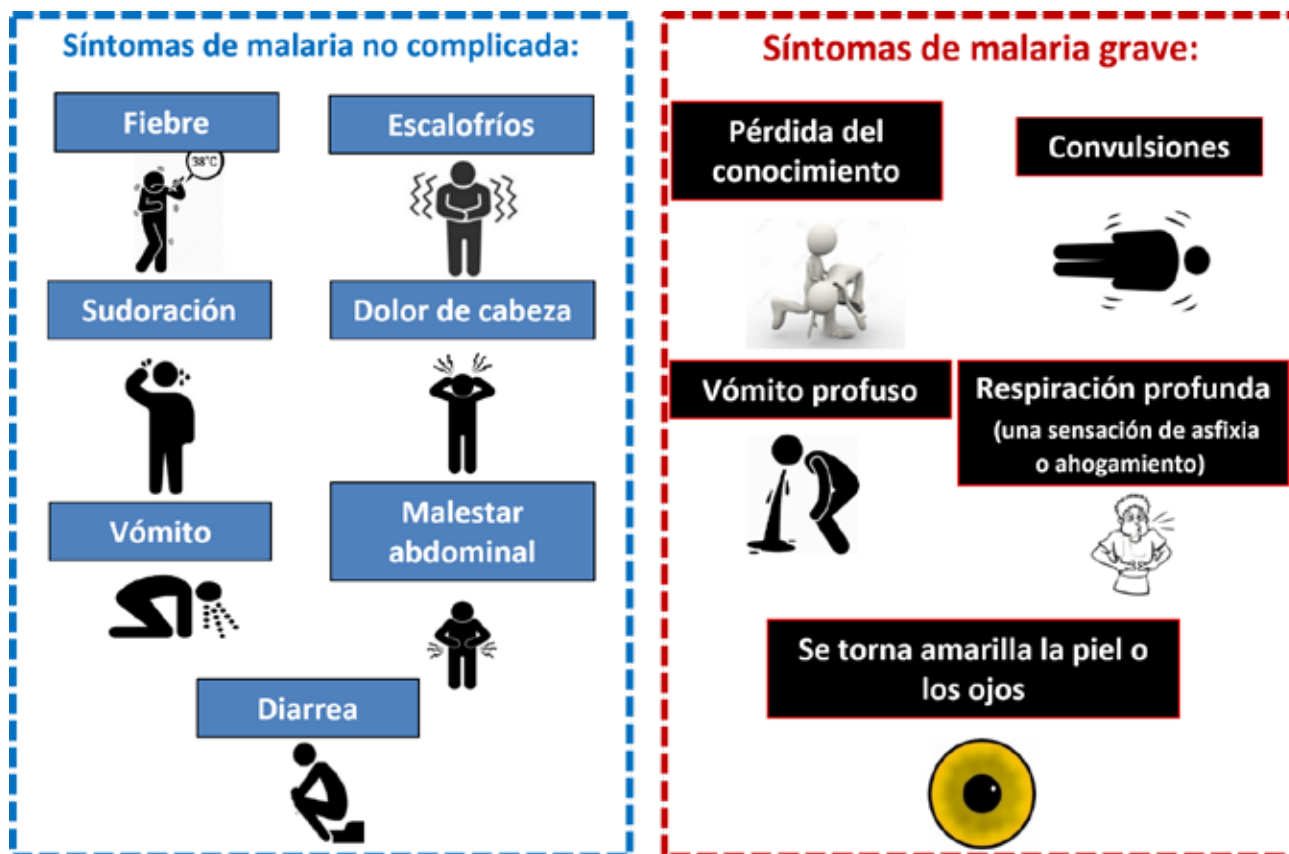 Síntomas de malaria no complicada:
Fiebre
38°C
Escalofríos
Sudoración
Dolor de cabeza
Vómito
Malestar
abdominal
Diarrea
Síntomas de malaria grave:
Pérdida del
conocimiento
Convulsiones
Vómito profuso
Respiración profunda
(una sensación de asfixia
o ahogamiento)
Se torna amarilla la piel o
los ojos